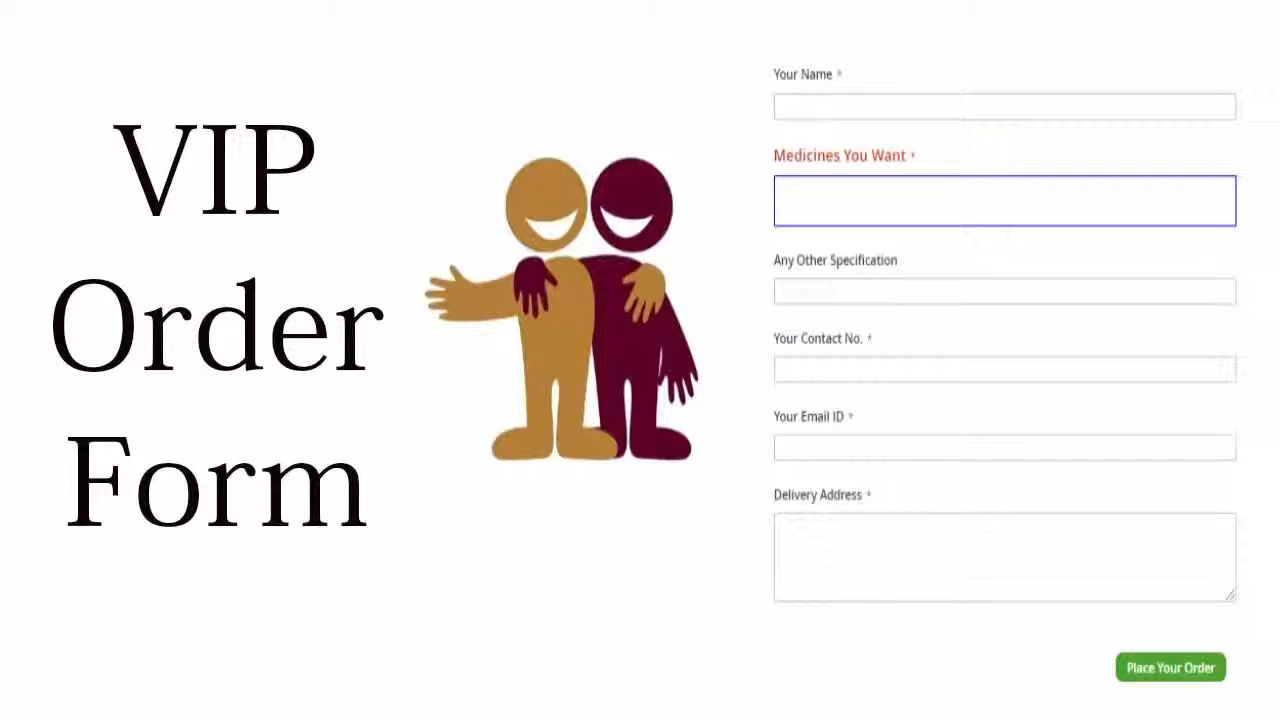 VIP
Order
Form
Your Name *
Medicines You Want *
Any Other Specification
Your Contact No. *
Your Email ID *
Delivery Address *
Place Your Order